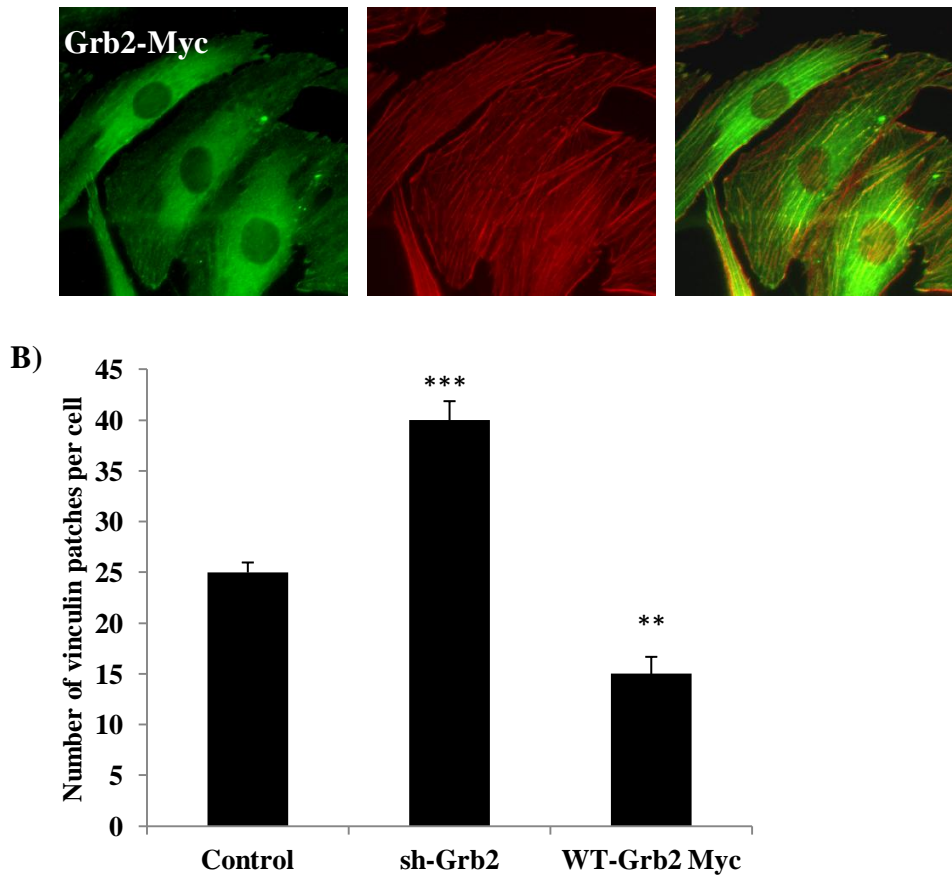 Grb2-Myc
B)
Number of vinculin patches per cell
45
40
35
30
25
20
15
10
5
0
***
**
Control
sh-Grb2
WT-Grb2 Myc